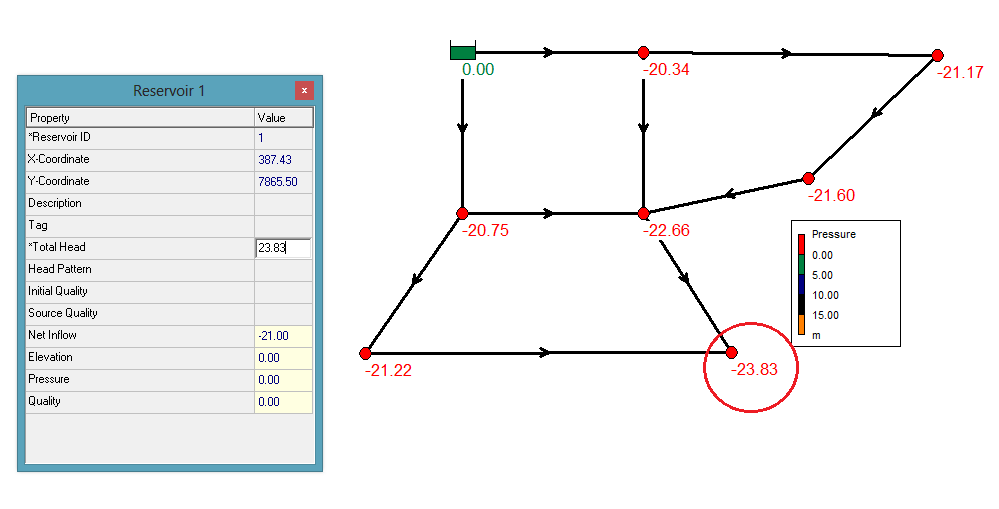 Reservoir 1
x
Property Value
*Reservoir ID 1
X-Coordinate 387.43
Y-Coordinate 7865.50
Description
Tag
*Total Head 23.83
Head Pattern
Initial Quality
Source Quality
Net Inflow -21.00
Elevation 0.00
Pressure 0.00
Quality 0.00
0.00
-20.34
-21.17
-21.60
-20.75
-22.66
-21.22
-23.83
Pressure
0.00
5.00
10.00
15.00
m